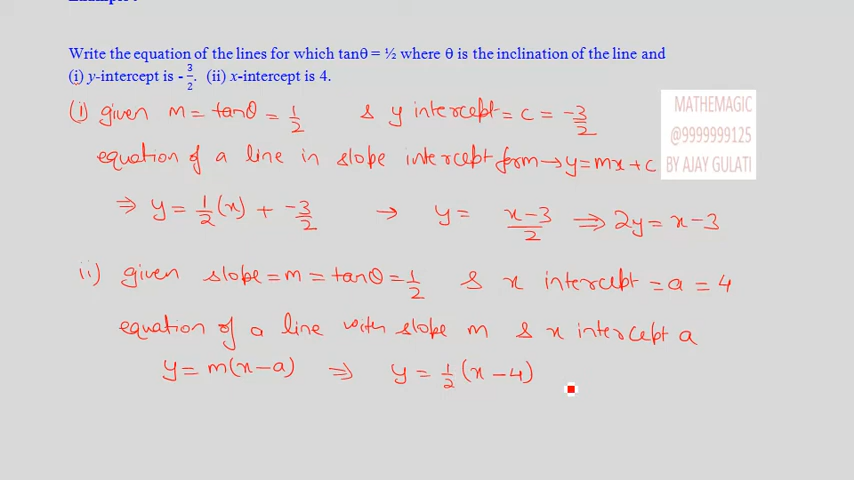 Write the equation of the lines for which tanθ = ½ where θ is the inclination of the line and
(i) y-intercept is -3/2. (ii) x-intercept is 4.
(i) given m = tanθ = 1/2 & y intercept = c = -3/2
MATHEMAGIC
@9999999125
BY AJAY GULATI
equation of a line in slope intercept form → y = mx + c
⇒ y = 1/2 (x) + -3/2 → y = x-3/2 ⇒ 2y = x-3
ii) given slope = m = tanθ = 1/2 & x intercept = a = 4
equation of a line with slope m & x intercept a
y = m(x-a) ⇒ y = 1/2 (x-4)